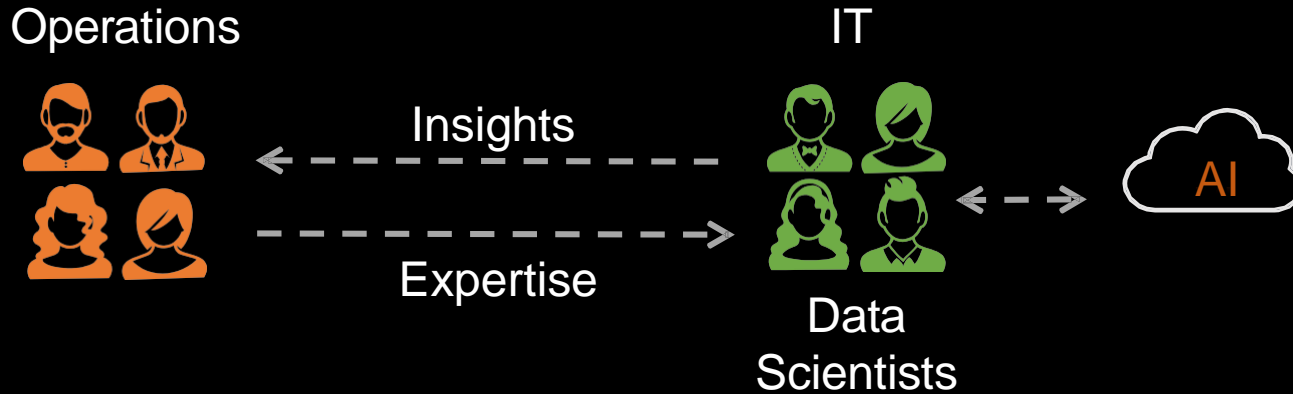 Operations
IT
Insights
AI
Expertise
Data
Scientists